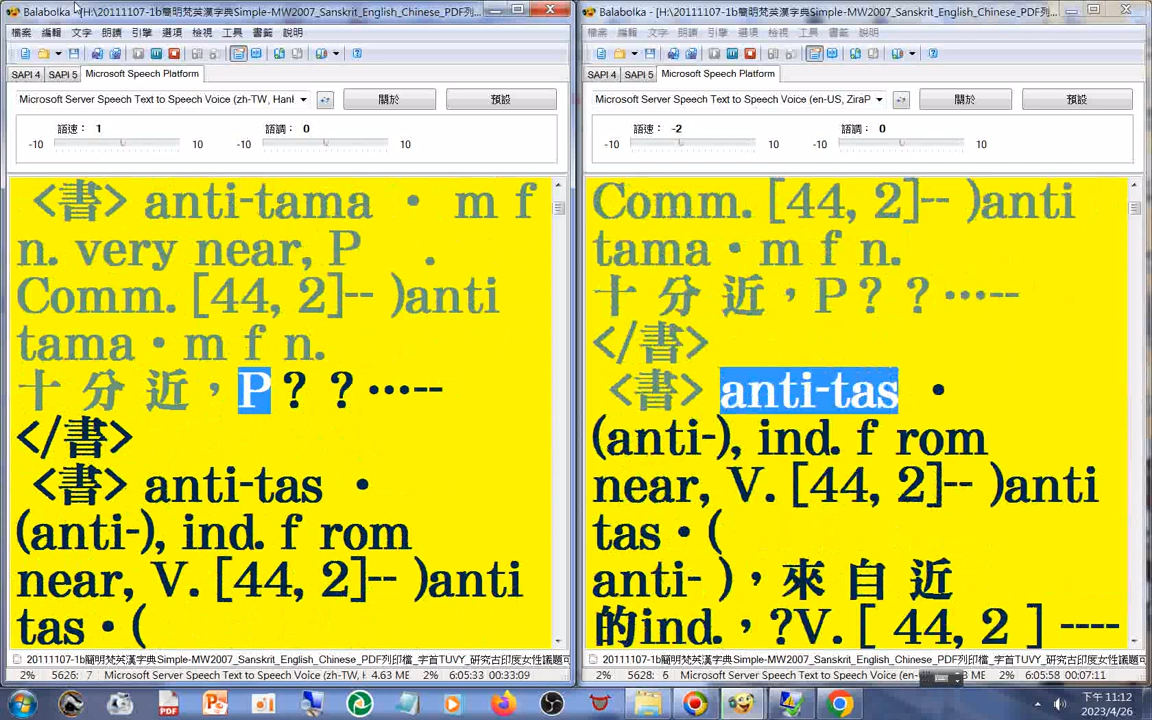 Balabolka - [H:\20111107-1b簡明梵英漢字典Simple-MW2007_Sanskrit_English_Chinese_PDF列...
檔案 編輯 文字 朗讀 引擎 選項 檢視 工具 書籤 說明
SAPI 4 SAPI 5 Microsoft Speech Platform
Microsoft Server Speech Text to Speech Voice (zh-TW, Hanl 關於 預設
語速: 1 語調: 0
-10 10 -10 10
<書> anti-tama • m f
n. very near, P .
Comm. [44, 2]-- )anti
tama • m f n.
十 分 近，P？？…--
</書>
<書> anti-tas •
(anti-), ind. f rom
near, V. [44, 2]-- )anti
tas • (
20111107-1b簡明梵英漢字典Simple-MW2007_Sanskrit_English_Chinese_PDF列印檔_字首TUVY_研究古印度女性議題可
2% 5626: 7 Microsoft Server Speech Text to Speech Voice (zh-TW, H 4.63 ME 2% 6:05:33 00:33:09
Balabolka - [H:\20111107-1b簡明梵英漢字典Simple-MW2007_Sanskrit_English_Chinese_PDF列印...
檔案 編輯 文字 朗讀 引擎 選項 檢視 工具 書籤 說明
SAPI 4 SAPI 5 Microsoft Speech Platform
Microsoft Server Speech Text to Speech Voice (en-US, ZiraP 關於 預設
語速: -2 語調: 0
-10 10 -10 10
Comm. [44, 2]-- )anti
tama • m f n.
十 分 近，P？？…--
</書>
<書> anti-tas •
(anti-), ind. f rom
near, V. [44, 2]-- )anti
tas • (
anti- )，來 自 近
的ind.，?V. [ 44, 2 ] ----
20111107-1b簡明梵英漢字典Simple-MW2007_Sanskrit_English_Chinese_PDF列印檔_字首TUVY_研究古印度女性議題可
2% 5628: 6 Microsoft Server Speech Text to Speech Voice 2% 6:05:58 00:07:11
下午 11:12
2023/4/26